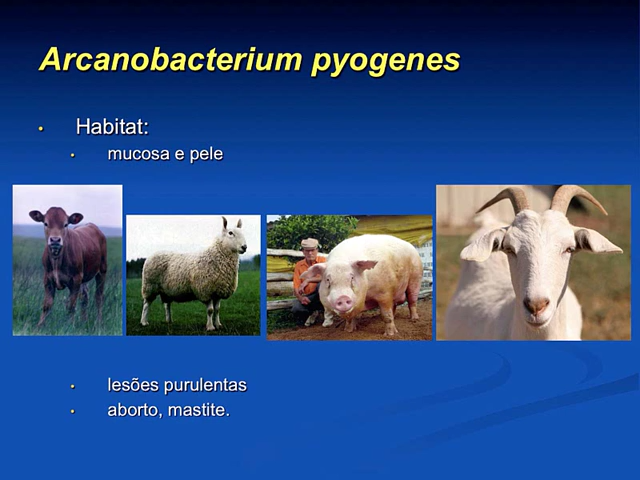 Arcanobacterium pyogenes
• Habitat:
• mucosa e pele
• lesões purulentas
• aborto, mastite.